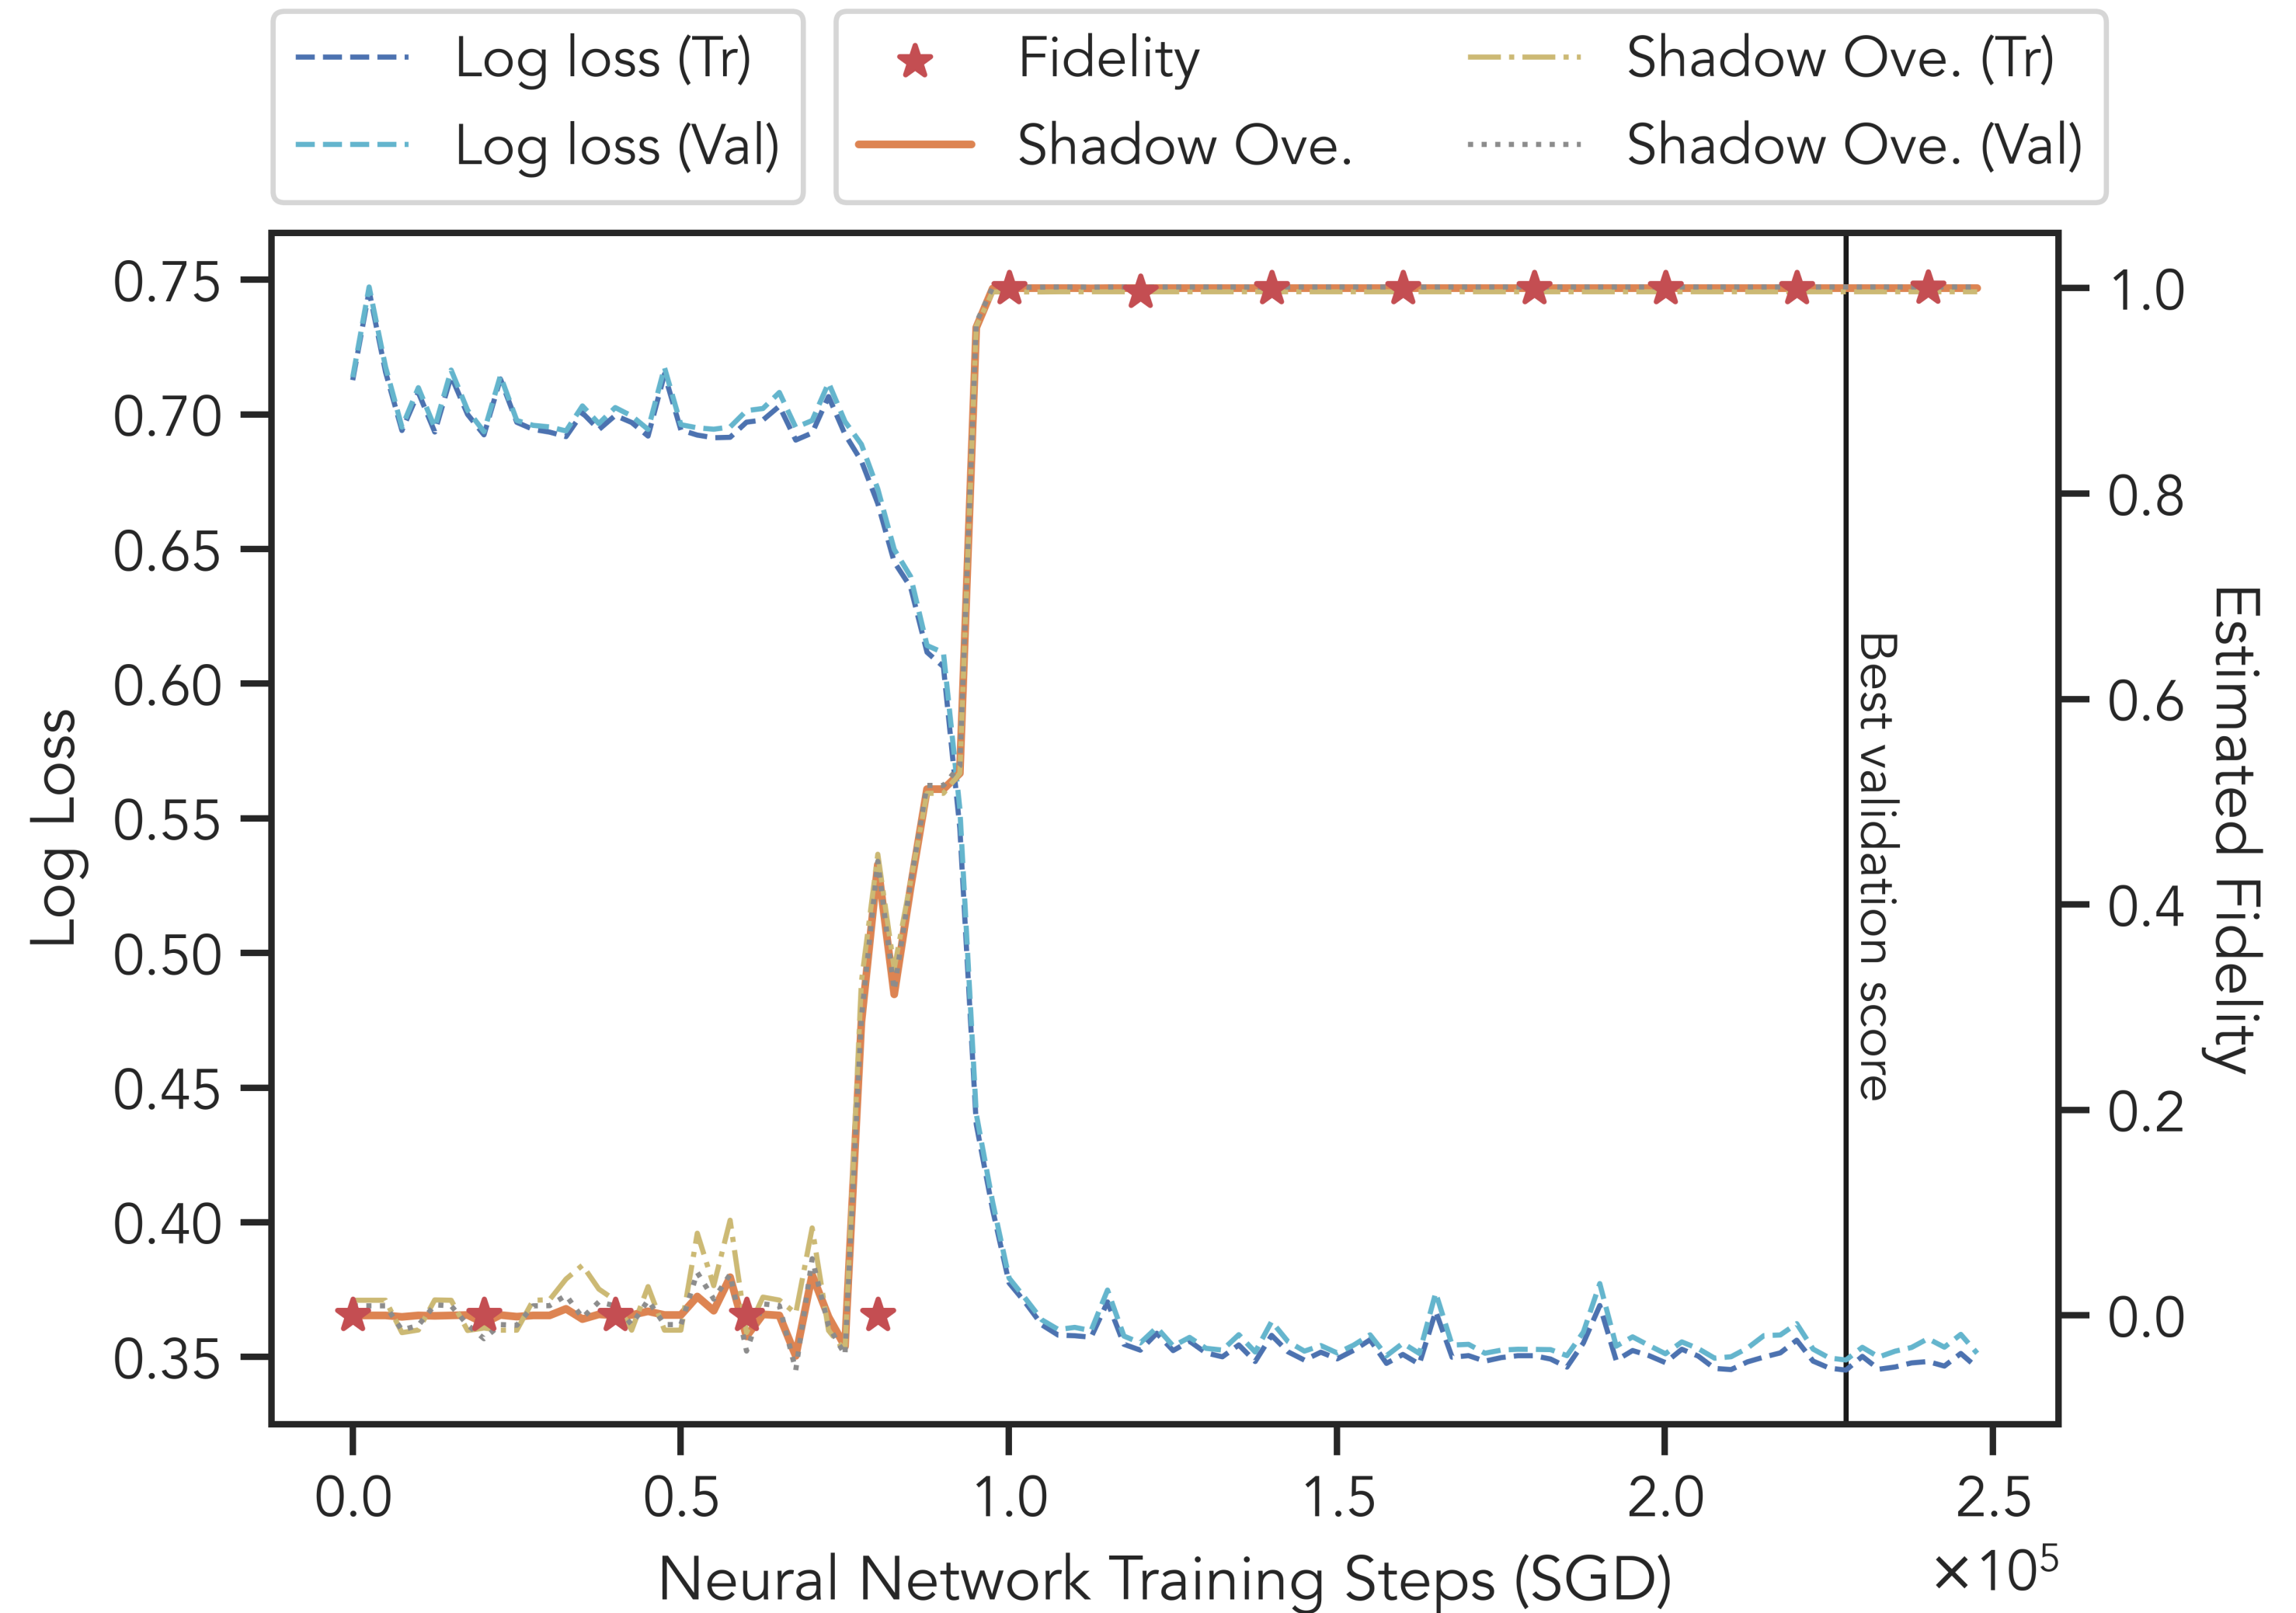 Log loss (Tr)
Log loss (Val)
Fidelity
Shadow Ove.
Shadow Ove. (Tr)
Shadow Ove. (Val)
Log Loss
0.75
0.70
0.65
0.60
0.55
0.50
0.45
0.40
0.35
1.0
0.8
0.6
0.4
0.2
0.0
Estimated Fidelity
Best validation score
0.0 0.5 1.0 1.5 2.0 2.5
×10⁵
Neural Network Training Steps (SGD)